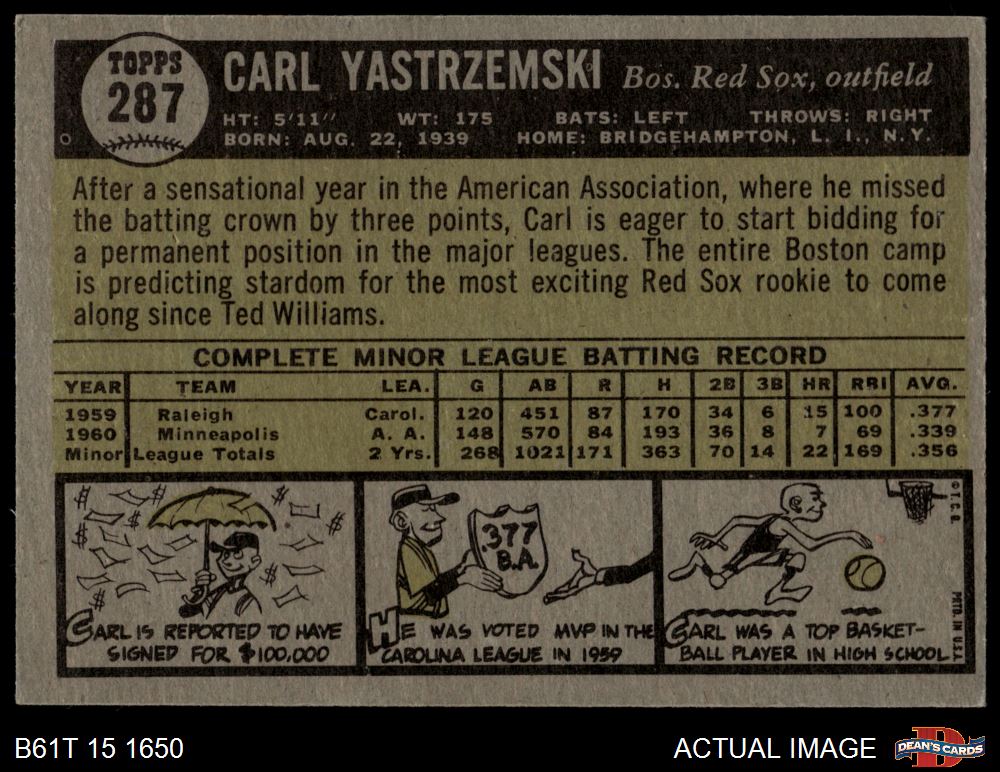 TOPPS
287
CARL YASTRZEMSKI Bos. Red Sox, outfield
HT: 5'11" WT: 175 BATS: LEFT THROWS: RIGHT
BORN: AUG. 22, 1939 HOME: BRIDGEHAMPTON, L. I., N.Y.
After a sensational year in the American Association, where he missed
the batting crown by three points, Carl is eager to start bidding for
a permanent position in the major leagues. The entire Boston camp
is predicting stardom for the most exciting Red Sox rookie to come
along since Ted Williams.
COMPLETE MINOR LEAGUE BATTING RECORD
YEAR TEAM LEA. G AB R H 2B 3B HR RBI AVG.
1959 Raleigh Carol. 120 451 87 170 34 6 15 100 .377
1960 Minneapolis A. A. 148 570 84 193 36 8 7 69 .339
Minor League Totals 2 Yrs. 268 1021 171 363 70 14 22 169 .356
CARL IS REPORTED TO HAVE
SIGNED FOR $100,000
.377
B.A.
HE WAS VOTED MVP IN THE
CAROLINA LEAGUE IN 1959
CARL WAS A TOP BASKET-
BALL PLAYER IN HIGH SCHOOL
© T.C.G. PRTD. IN U.S.A.
B61T 15 1650
ACTUAL IMAGE
DEAN'S CARDS